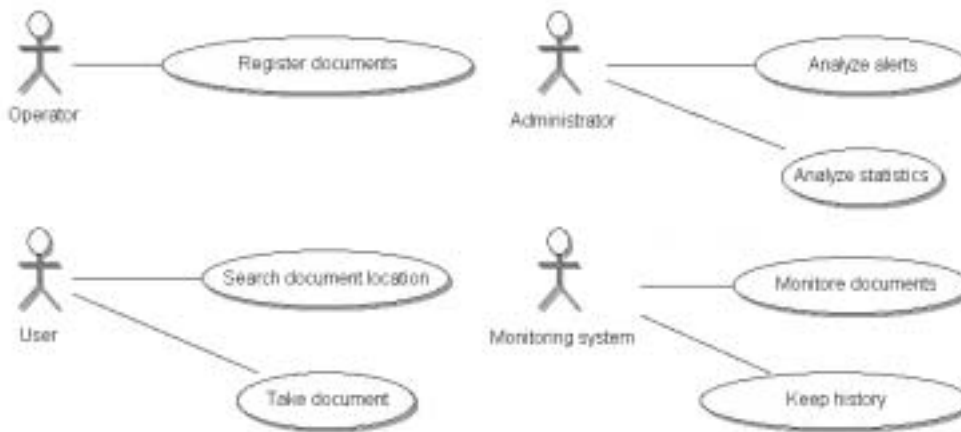 Register documents
Operator
Analyze alerts
Administrator
Analyze statistics
Search document location
User
Take document
Monitore documents
Monitoring system
Keep history